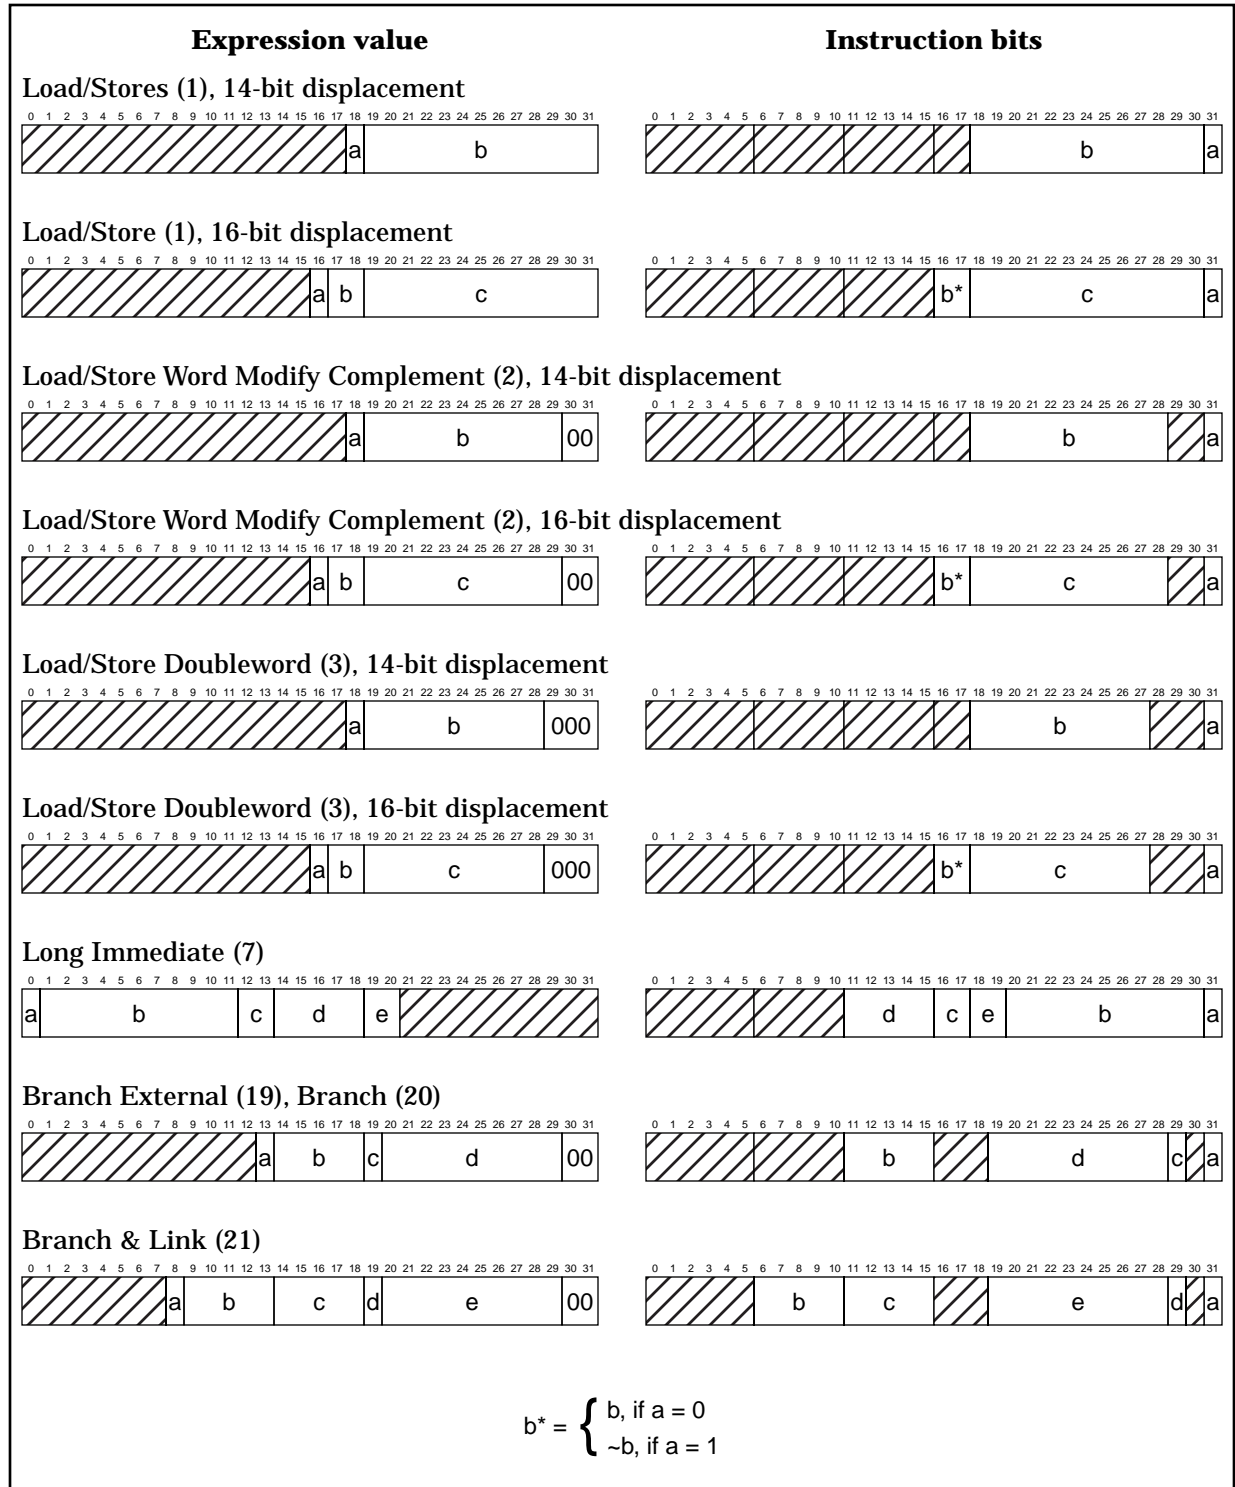 Expression value Instruction bits
Load/Stores (1), 14-bit displacement
0 1 2 3 4 5 6 7 8 9 10 11 12 13 14 15 16 17 18 19 20 21 22 23 24 25 26 27 28 29 30 31 0 1 2 3 4 5 6 7 8 9 10 11 12 13 14 15 16 17 18 19 20 21 22 23 24 25 26 27 28 29 30 31
a b b a
Load/Store (1), 16-bit displacement
0 1 2 3 4 5 6 7 8 9 10 11 12 13 14 15 16 17 18 19 20 21 22 23 24 25 26 27 28 29 30 31 0 1 2 3 4 5 6 7 8 9 10 11 12 13 14 15 16 17 18 19 20 21 22 23 24 25 26 27 28 29 30 31
a b c b* c a
Load/Store Word Modify Complement (2), 14-bit displacement
0 1 2 3 4 5 6 7 8 9 10 11 12 13 14 15 16 17 18 19 20 21 22 23 24 25 26 27 28 29 30 31 0 1 2 3 4 5 6 7 8 9 10 11 12 13 14 15 16 17 18 19 20 21 22 23 24 25 26 27 28 29 30 31
a b 00 b a
Load/Store Word Modify Complement (2), 16-bit displacement
0 1 2 3 4 5 6 7 8 9 10 11 12 13 14 15 16 17 18 19 20 21 22 23 24 25 26 27 28 29 30 31 0 1 2 3 4 5 6 7 8 9 10 11 12 13 14 15 16 17 18 19 20 21 22 23 24 25 26 27 28 29 30 31
a b c 00 b* c a
Load/Store Doubleword (3), 14-bit displacement
0 1 2 3 4 5 6 7 8 9 10 11 12 13 14 15 16 17 18 19 20 21 22 23 24 25 26 27 28 29 30 31 0 1 2 3 4 5 6 7 8 9 10 11 12 13 14 15 16 17 18 19 20 21 22 23 24 25 26 27 28 29 30 31
a b 000 b a
Load/Store Doubleword (3), 16-bit displacement
0 1 2 3 4 5 6 7 8 9 10 11 12 13 14 15 16 17 18 19 20 21 22 23 24 25 26 27 28 29 30 31 0 1 2 3 4 5 6 7 8 9 10 11 12 13 14 15 16 17 18 19 20 21 22 23 24 25 26 27 28 29 30 31
a b c 000 b* c a
Long Immediate (7)
0 1 2 3 4 5 6 7 8 9 10 11 12 13 14 15 16 17 18 19 20 21 22 23 24 25 26 27 28 29 30 31 0 1 2 3 4 5 6 7 8 9 10 11 12 13 14 15 16 17 18 19 20 21 22 23 24 25 26 27 28 29 30 31
a b c d e d c e b a
Branch External (19), Branch (20)
0 1 2 3 4 5 6 7 8 9 10 11 12 13 14 15 16 17 18 19 20 21 22 23 24 25 26 27 28 29 30 31 0 1 2 3 4 5 6 7 8 9 10 11 12 13 14 15 16 17 18 19 20 21 22 23 24 25 26 27 28 29 30 31
a b c d 00 b d c a
Branch & Link (21)
0 1 2 3 4 5 6 7 8 9 10 11 12 13 14 15 16 17 18 19 20 21 22 23 24 25 26 27 28 29 30 31 0 1 2 3 4 5 6 7 8 9 10 11 12 13 14 15 16 17 18 19 20 21 22 23 24 25 26 27 28 29 30 31
a b c d e 00 b c e d a
b* = { b, if a = 0
~b, if a = 1